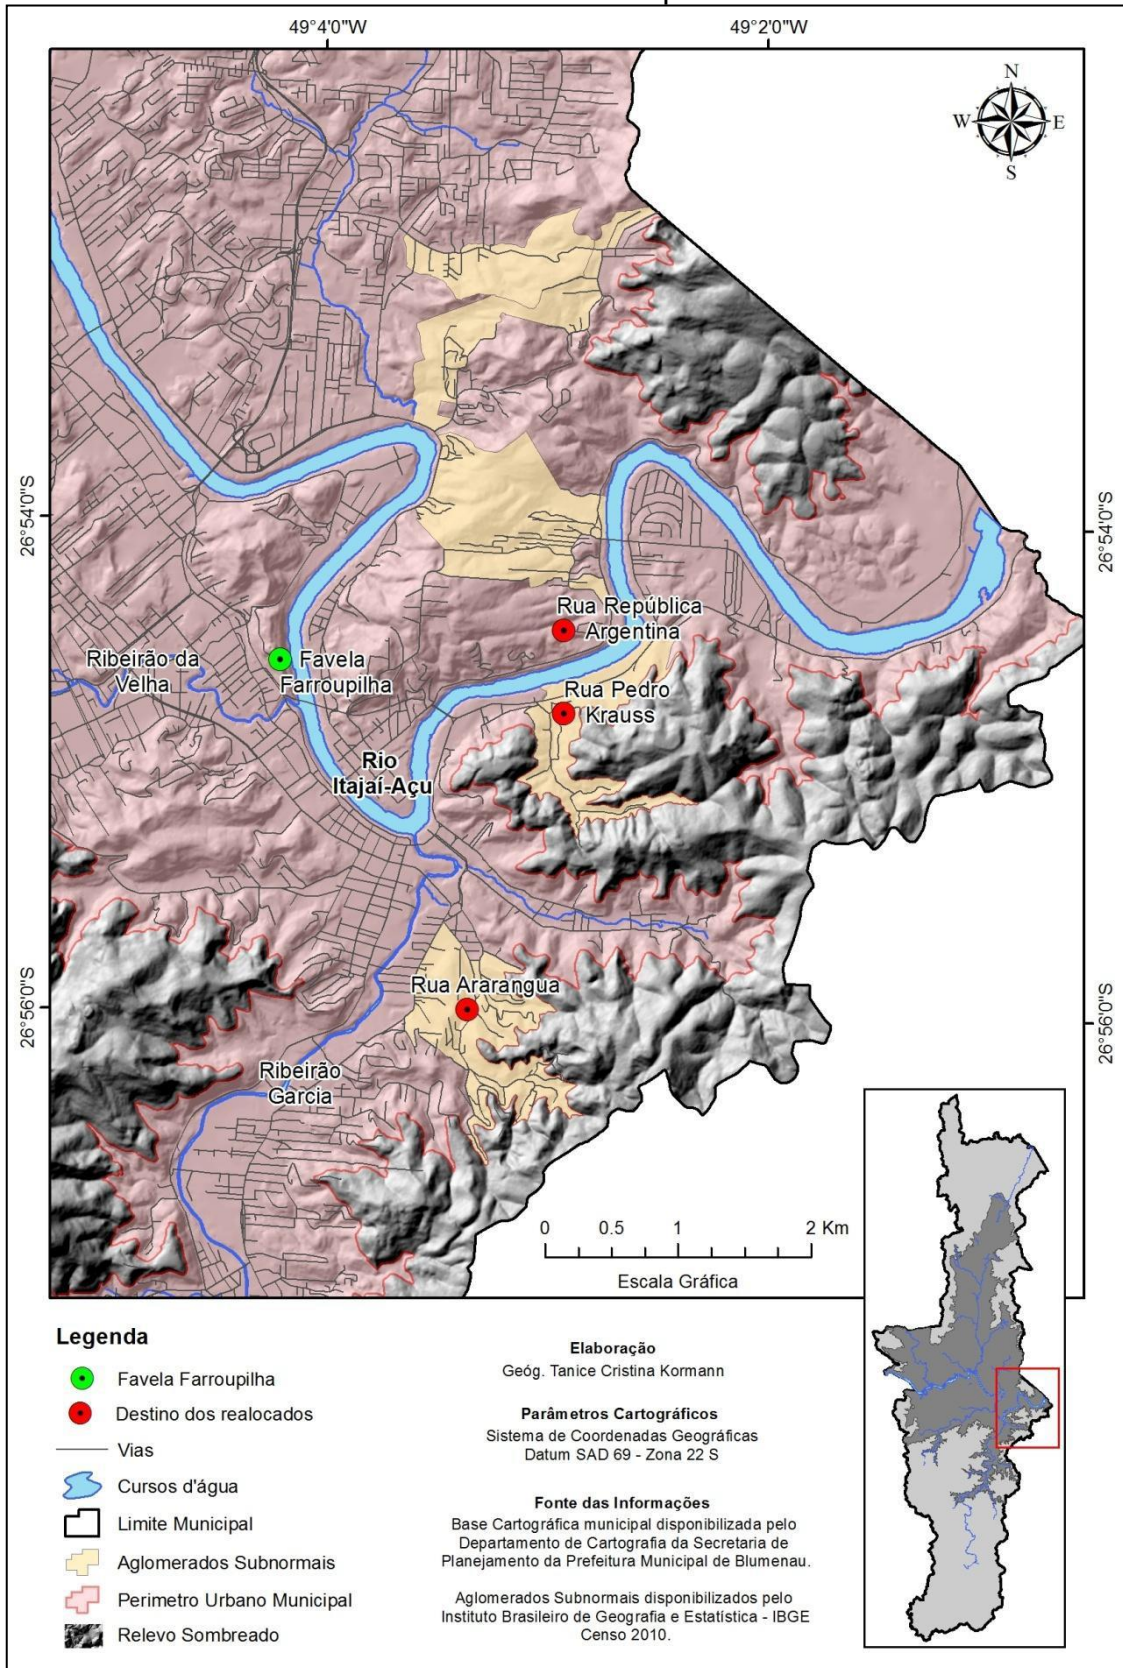 49°4'0"W
49°2'0"W
N
W
E
S
26°54'0"S
26°54'0"S
Rua República
Argentina
Favela
Farroupilha
Ribeirão da
Velha
Rua Pedro
Krauss
Rio
Itajaí-Açu
Rua Ararangua
26°56'0"S
26°56'0"S
Ribeirão
Garcia
0 0.5 1 2 Km
Escala Gráfica
Legenda
Favela Farroupilha
Destino dos realocados
Vias
Cursos d'água
Limite Municipal
Aglomerados Subnormais
Perimetro Urbano Municipal
Relevo Sombreado
Elaboração
Geóg. Tanice Cristina Kormann
Parâmetros Cartográficos
Sistema de Coordenadas Geográficas
Datum SAD 69 - Zona 22 S
Fonte das Informações
Base Cartográfica municipal disponibilizada pelo
Departamento de Cartografia da Secretaria de
Planejamento da Prefeitura Municipal de Blumenau.
Aglomerados Subnormais disponibilizados pelo
Instituto Brasileiro de Geografia e Estatística - IBGE
Censo 2010.